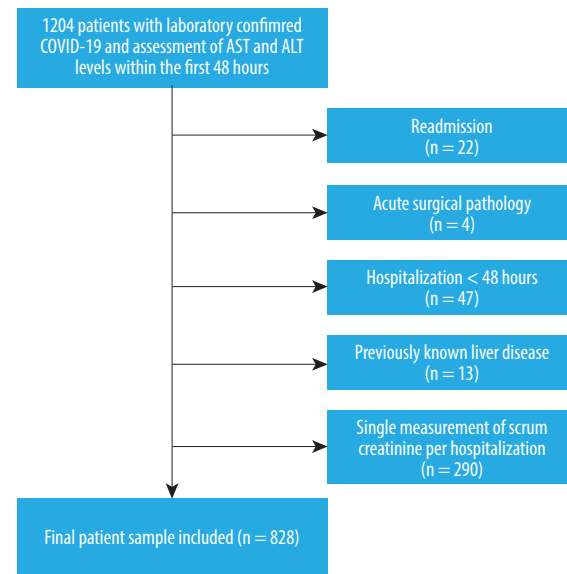 1204 patients with laboratory confimred
COVID-19 and assessment of AST and ALT
levels within the first 48 hours
Readmission
(n = 22)
Acute surgical pathology
(n = 4)
Hospitalization < 48 hours
(n = 47)
Previously known liver disease
(n = 13)
Single measurement of scrum
creatinine per hospitalization
(n = 290)
Final patient sample included (n = 828)